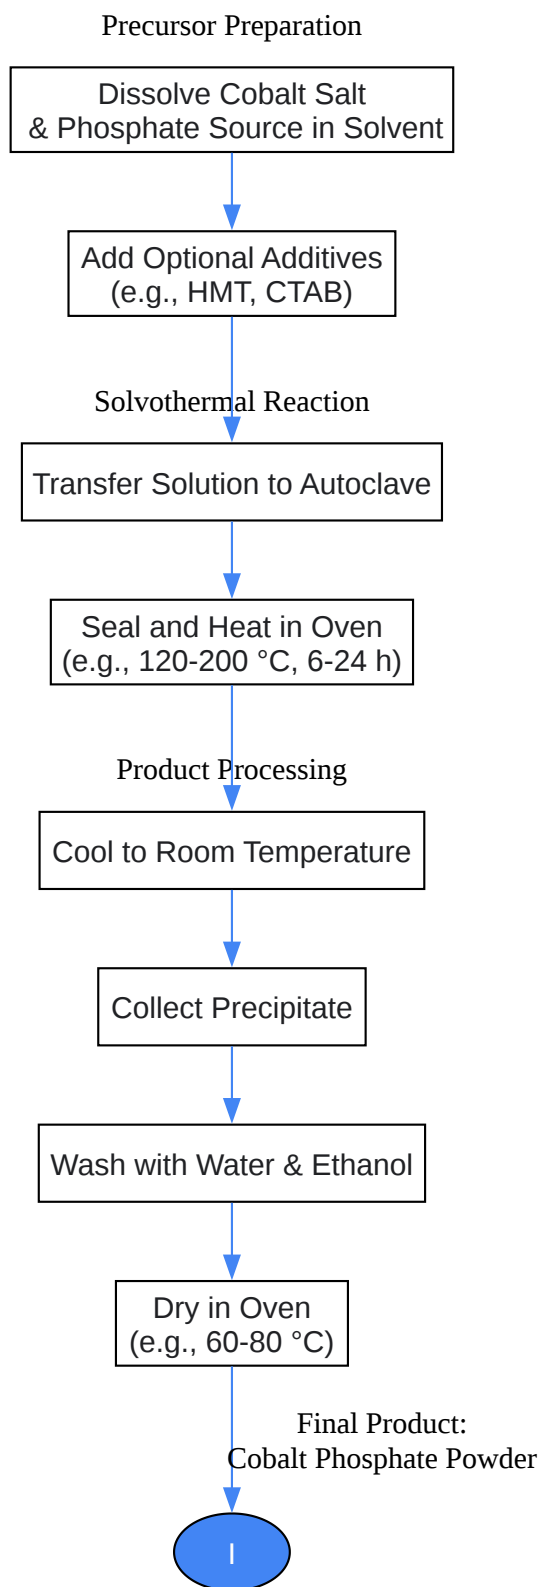 Precursor Preparation
Dissolve Cobalt Salt
& Phosphate Source in Solvent
Add Optional Additives
(e.g., HMT, CTAB)
Solvothermal Reaction
Transfer Solution to Autoclave
Seal and Heat in Oven
(e.g., 120-200 °C, 6-24 h)
Product Processing
Cool to Room Temperature
Collect Precipitate
Wash with Water & Ethanol
Dry in Oven
(e.g., 60-80 °C)
Final Product:
Cobalt Phosphate Powder
I